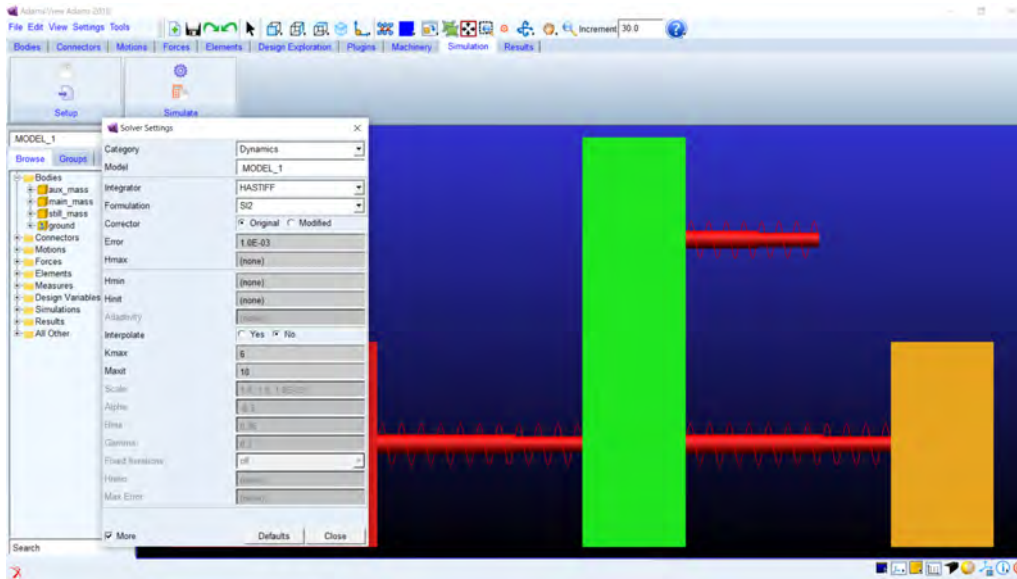 Adams/View Adams 2018
File Edit View Settings Tools
Increment 30.0
Bodies Connectors Motions Forces Elements Design Exploration Plugins Machinery Simulation Results
Setup Simulate
Solver Settings
MODEL_1
Browse Groups
Bodies
aux_mass
main_mass
still_mass
ground
Connectors
Motions
Forces
Elements
Measures
Design Variables
Simulations
Results
All Other
Search
Category Dynamics
Model MODEL_1
Integrator HASTIFF
Formulation SI2
Corrector Original Modified
Error 1.0E-03
Hmax (none)
Hmin (none)
Hinit (none)
Adaptivity
Interpolate Yes No
Kmax 6
Maxit 10
Scale
Alpha
Beta
Gamma
Fixed Iterations off
Max Error
More Defaults Close